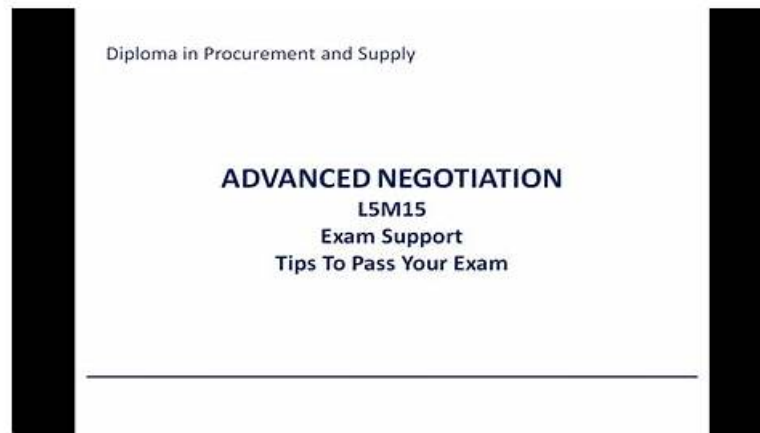 Diploma in Procurement and Supply
ADVANCED NEGOTIATION
L5M15
Exam Support
Tips To Pass Your Exam